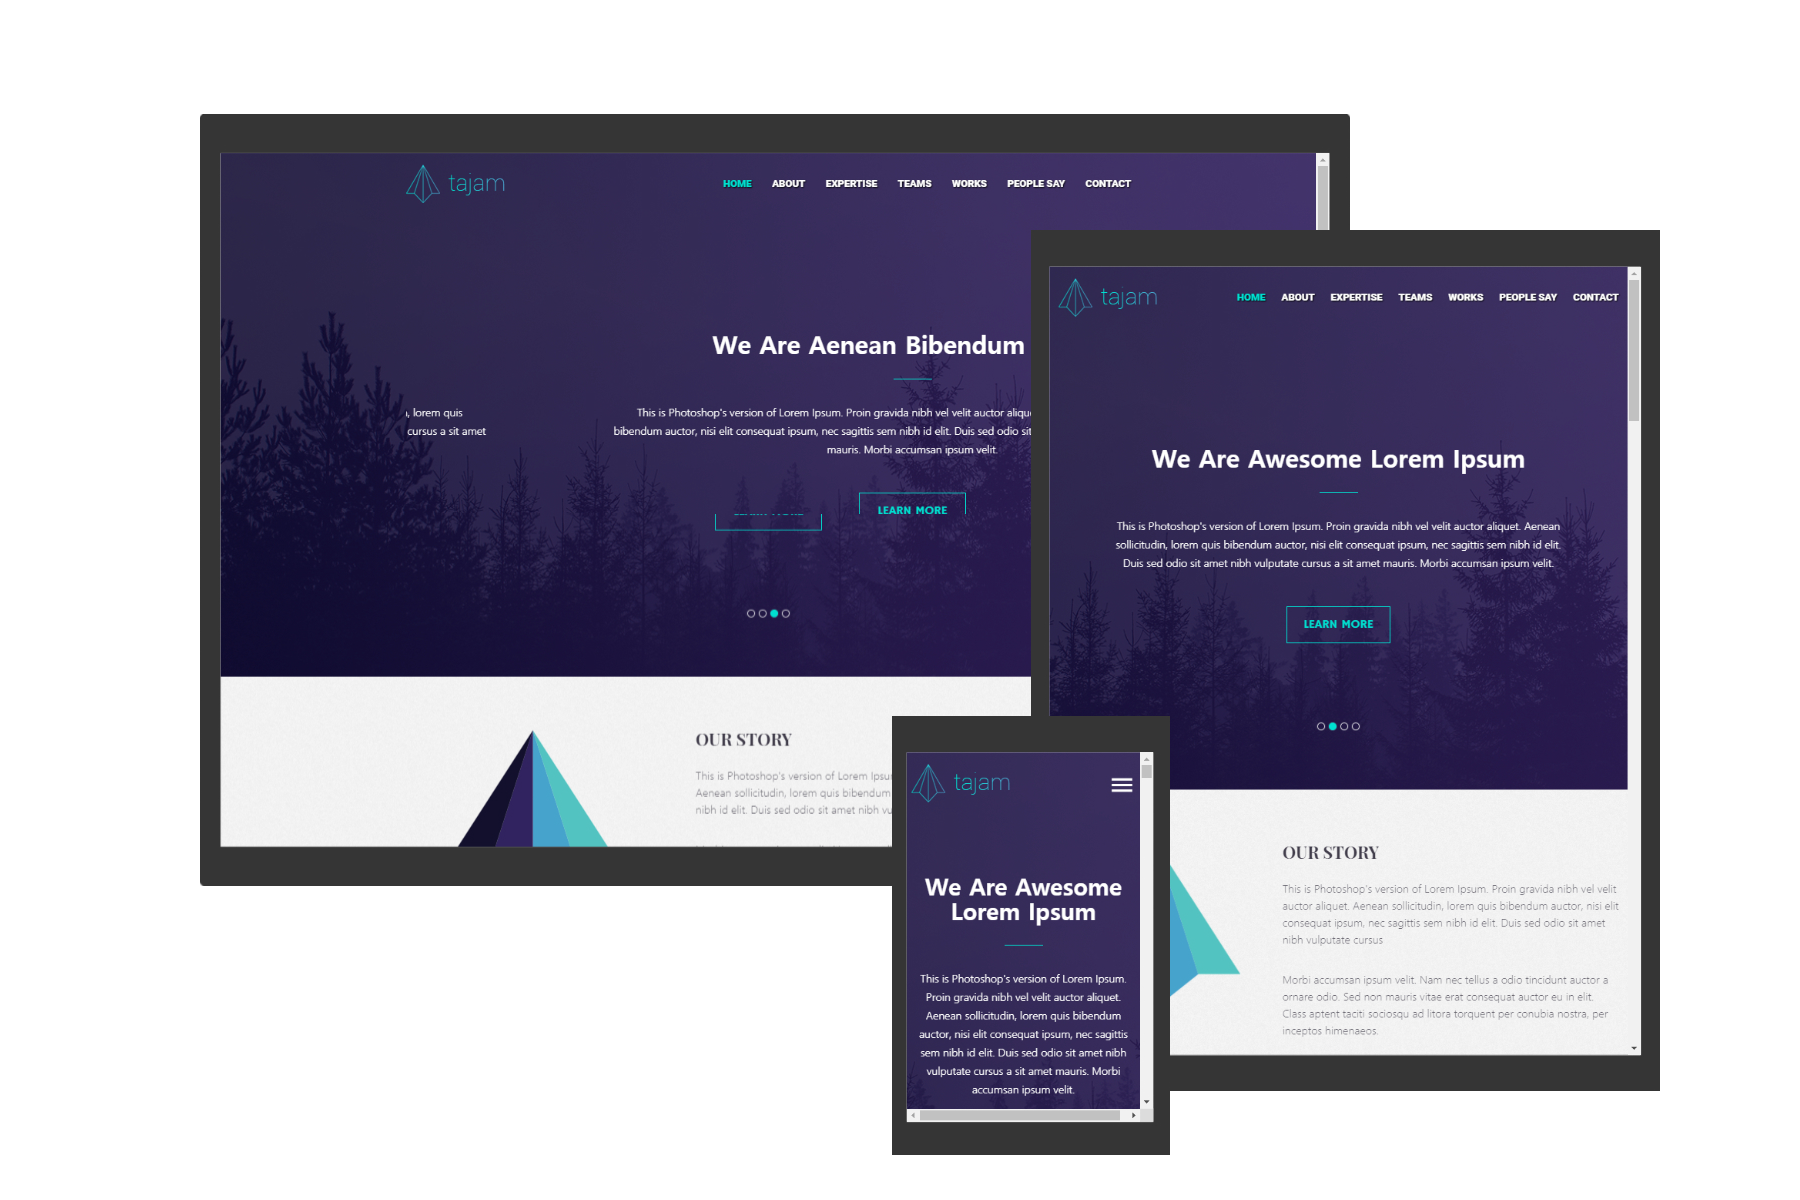 tajam
HOME ABOUT EXPERTISE TEAMS WORKS PEOPLE SAY CONTACT
We Are Aenean Bibendum
, lorem quis
cursus a sit amet
This is Photoshop's version of Lorem Ipsum. Proin gravida nibh vel velit auctor aliqu
bibendum auctor, nisi elit consequat ipsum, nec sagittis sem nibh id elit. Duis sed odio sit
mauris. Morbi accumsan ipsum velit.
LEARN MORE
OUR STORY
This is Photoshop's version of Lorem Ipsu
Aenean sollicitudin, lorem quis bibendum
nibh id elit. Duis sed odio sit amet nibh vu
tajam
HOME ABOUT EXPERTISE TEAMS WORKS PEOPLE SAY CONTACT
We Are Awesome Lorem Ipsum
This is Photoshop's version of Lorem Ipsum. Proin gravida nibh vel velit auctor aliquet. Aenean
sollicitudin, lorem quis bibendum auctor, nisi elit consequat ipsum, nec sagittis sem nibh id elit.
Duis sed odio sit amet nibh vulputate cursus a sit amet mauris. Morbi accumsan ipsum velit.
LEARN MORE
OUR STORY
This is Photoshop's version of Lorem Ipsum. Proin gravida nibh vel velit
auctor aliquet. Aenean sollicitudin, lorem quis bibendum auctor, nisi elit
consequat ipsum, nec sagittis sem nibh id elit. Duis sed odio sit amet
nibh vulputate cursus
Morbi accumsan ipsum velit. Nam nec tellus a odio tincidunt auctor a
ornare odio. Sed non mauris vitae erat consequat auctor eu in elit.
Class aptent taciti sociosqu ad litora torquent per conubia nostra, per
inceptos himenaeos.
tajam
We Are Awesome
Lorem Ipsum
This is Photoshop's version of Lorem Ipsum.
Proin gravida nibh vel velit auctor aliquet.
Aenean sollicitudin, lorem quis bibendum
auctor, nisi elit consequat ipsum, nec sagittis
sem nibh id elit. Duis sed odio sit amet nibh
vulputate cursus a sit amet mauris. Morbi
accumsan ipsum velit.